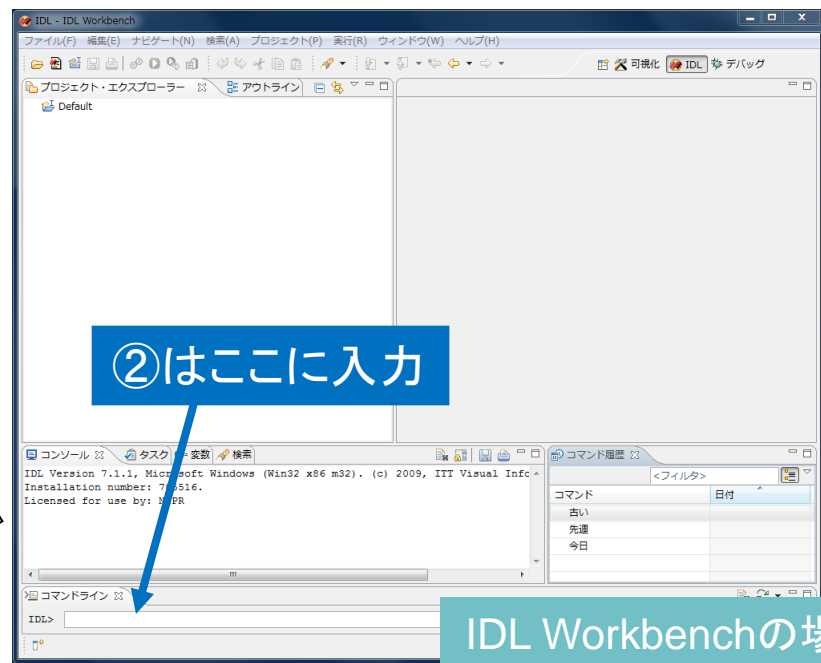 IDL - IDL Workbench
ファイル(F) 編集(E) ナビゲート(N) 検索(A) プロジェクト(P) 実行(R) ウィンドウ(W) ヘルプ(H)
可視化 IDL デバッグ
プロジェクト・エクスプローラー アウトライン
Default
②はここに入力
コンソール タスク 変数 検索
コマンド履歴
IDL Version 7.1.1, Microsoft Windows (Win32 x86 m32). (c) 2009, ITT Visual Info
Installation number:
Licensed for use by:
<フィルタ>
コマンド 日付
古い
先週
今日
コマンドライン
IDL>
IDL Workbenchの場